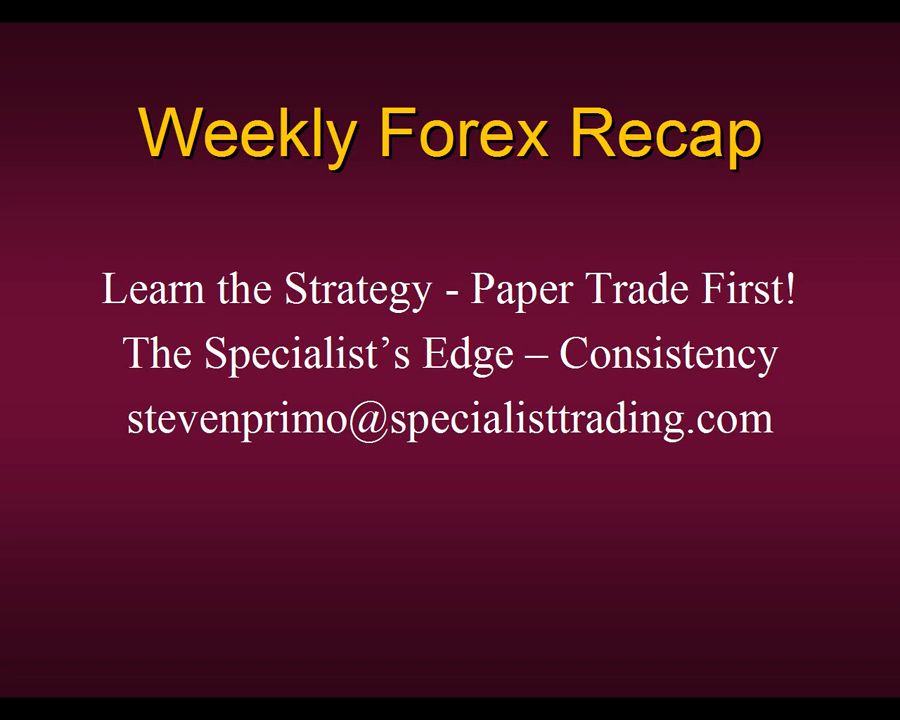 Weekly Forex Recap
Learn the Strategy - Paper Trade First!
The Specialist’s Edge – Consistency
stevenprimo@specialisttrading.com